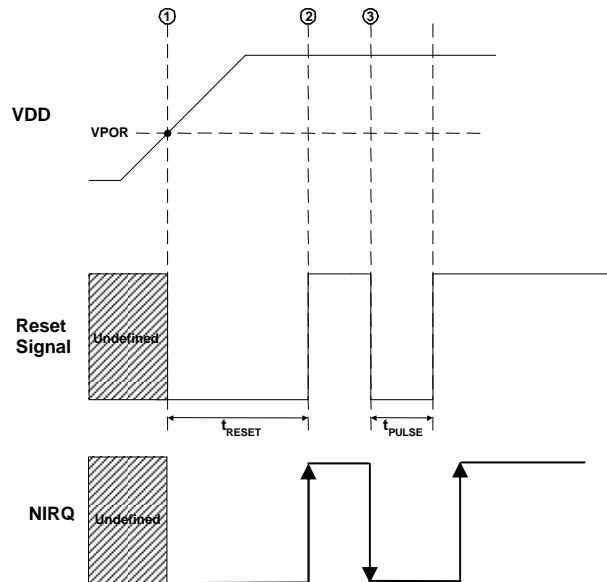 1 2 3
VDD
VPOR
Reset
Signal
Undefined
tRESET tPULSE
NIRQ
Undefined